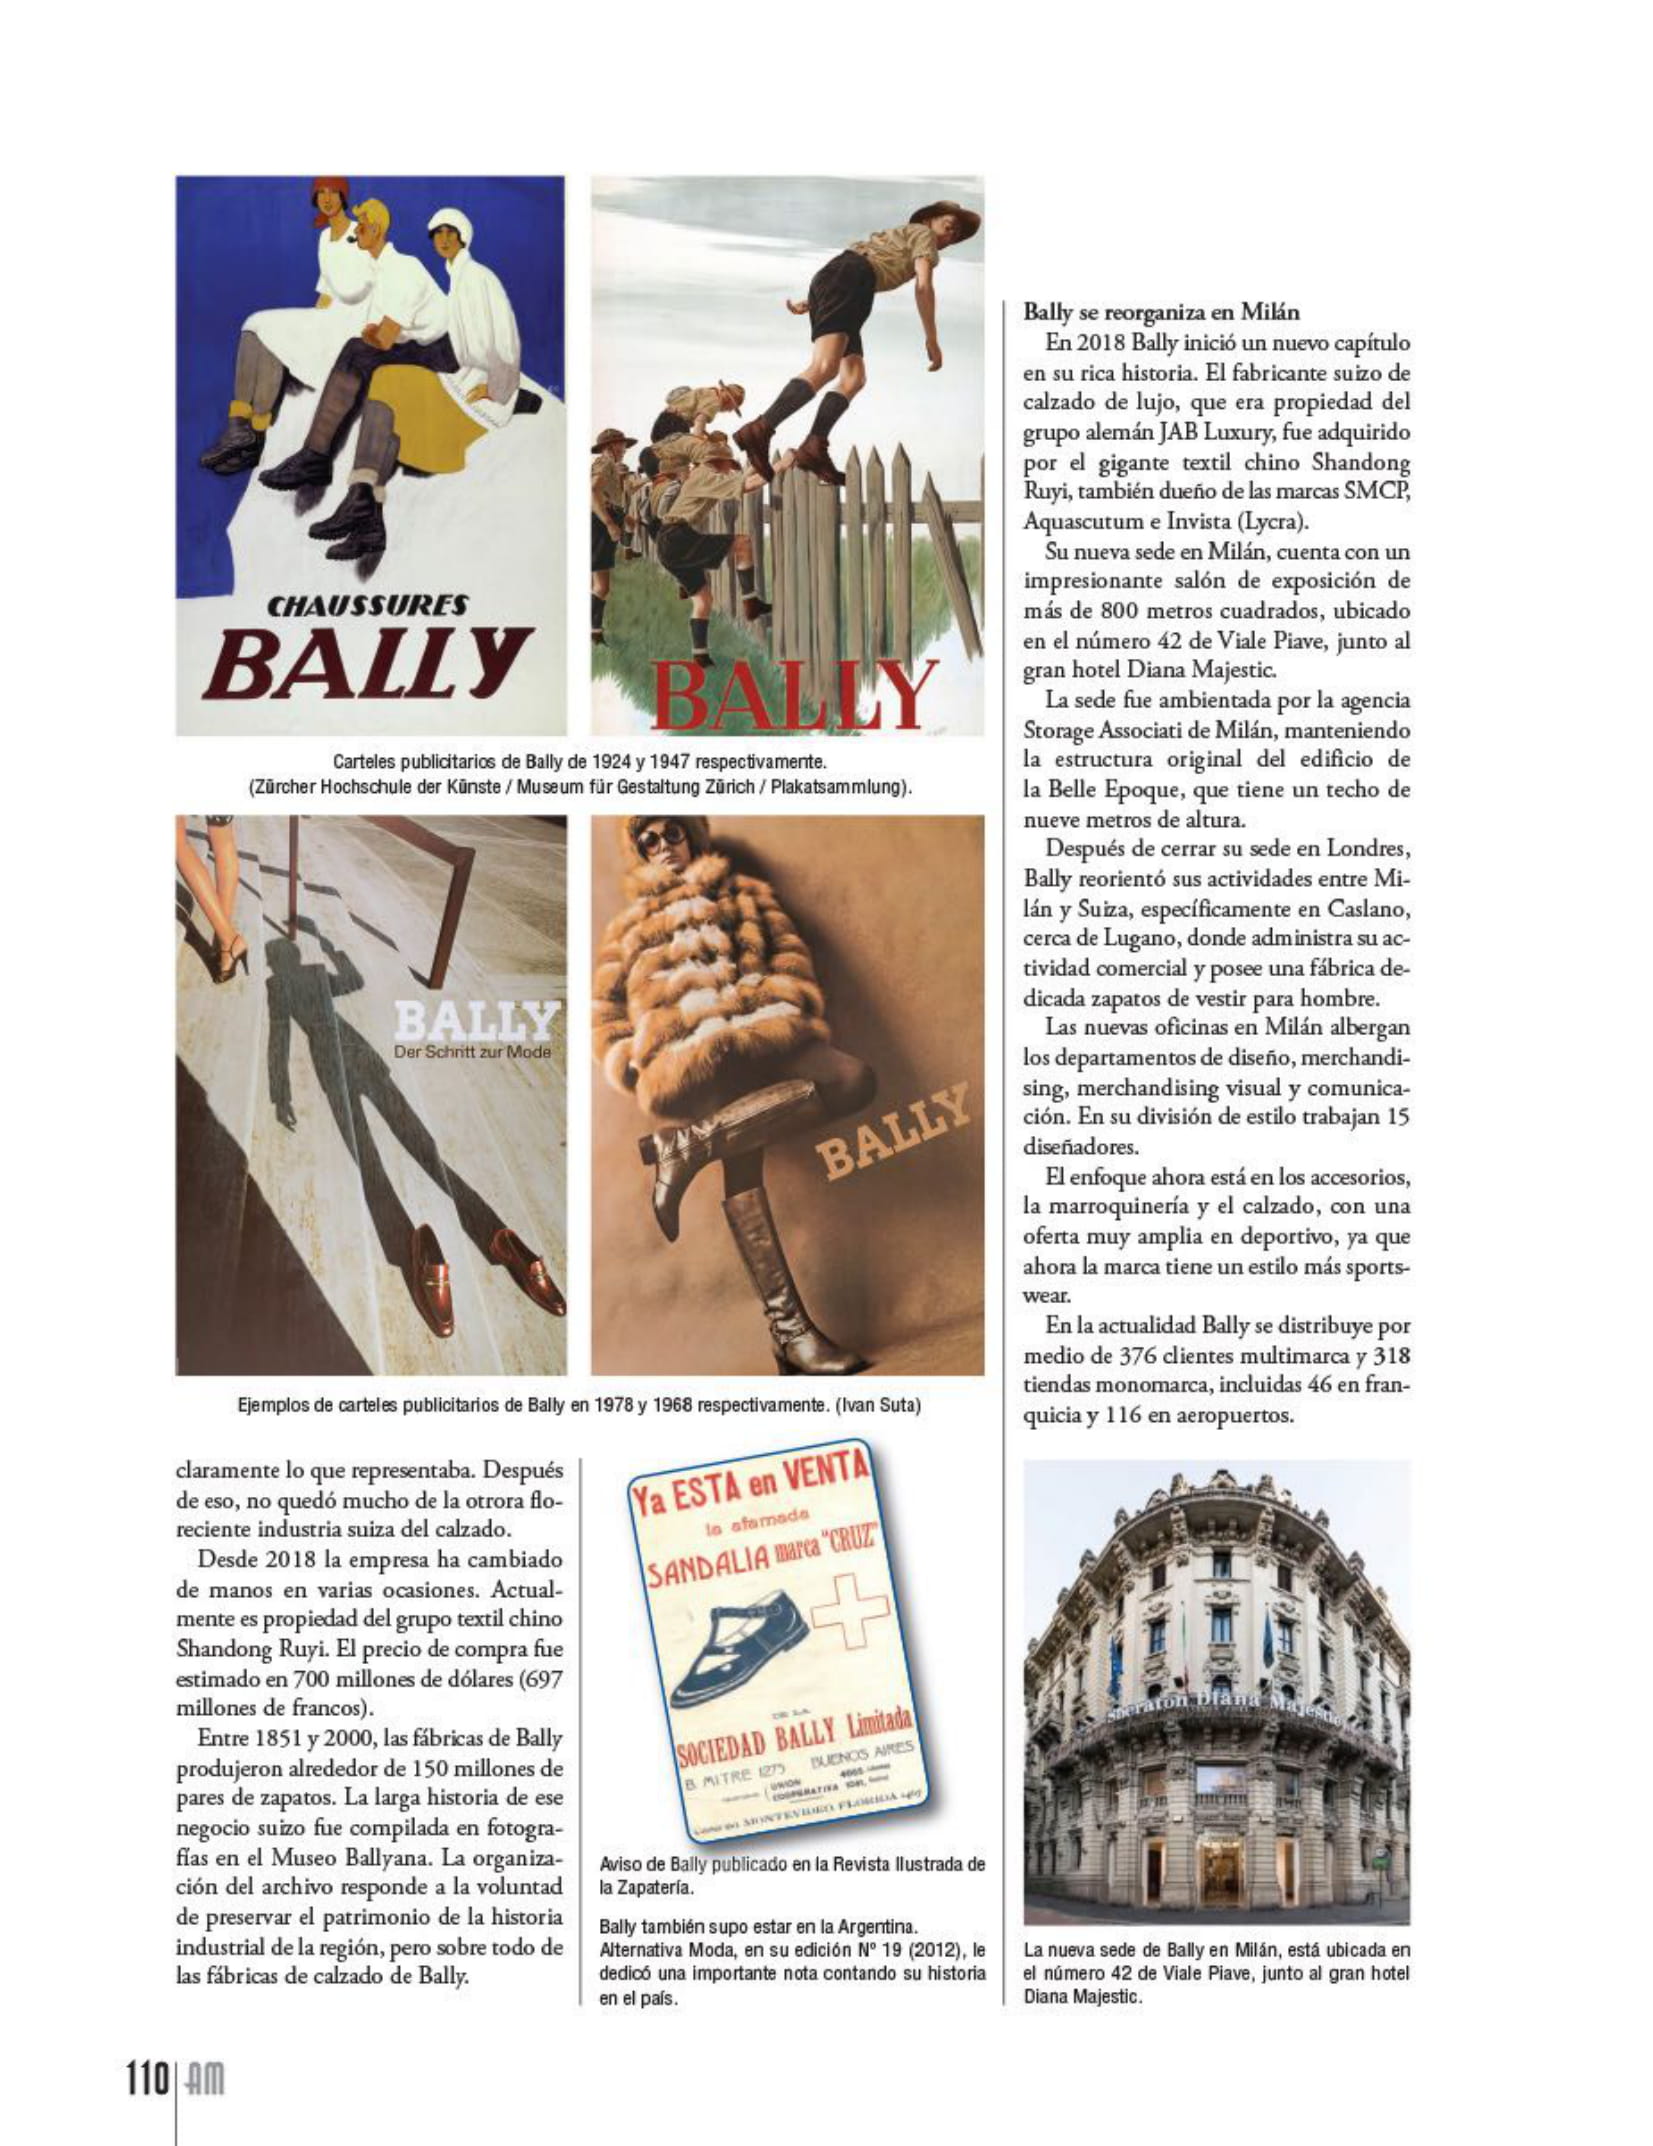 CHAUSSURES
BALLY
BALLY
Carteles publicitarios de Bally de 1924 y 1947 respectivamente.
(Zürcher Hochschule der Künste / Museum für Gestaltung Zürich / Plakatsammlung).
BALLY
Der Schritt zur Mode
BALLY
Ejemplos de carteles publicitarios de Bally en 1978 y 1968 respectivamente. (Ivan Suta)
claramente lo que representaba. Después
de eso, no quedó mucho de la otrora flo-
reciente industria suiza del calzado.
Desde 2018 la empresa ha cambiado
de manos en varias ocasiones. Actual-
mente es propiedad del grupo textil chino
Shandong Ruyi. El precio de compra fue
estimado en 700 millones de dólares (697
millones de francos).
Entre 1851 y 2000, las fábricas de Bally
produjeron alrededor de 150 millones de
pares de zapatos. La larga historia de ese
negocio suizo fue compilada en fotogra-
fías en el Museo Ballyana. La organiza-
ción del archivo responde a la voluntad
de preservar el patrimonio de la historia
industrial de la región, pero sobre todo de
las fábricas de calzado de Bally.
Ya ESTA en VENTA
la afamada
SANDALIA marca "CRUZ"
DE LA
SOCIEDAD BALLY Limitada
B. MITRE 1275 BUENOS AIRES
UNION
COOPERATIVA
MONTEVIDEO FLORIDA
Aviso de Bally publicado en la Revista Ilustrada de
la Zapatería.
Bally también supo estar en la Argentina.
Alternativa Moda, en su edición Nº 19 (2012), le
dedicó una importante nota contando su historia
en el país.
Bally se reorganiza en Milán
En 2018 Bally inició un nuevo capítulo
en su rica historia. El fabricante suizo de
calzado de lujo, que era propiedad del
grupo alemán JAB Luxury, fue adquirido
por el gigante textil chino Shandong
Ruyi, también dueño de las marcas SMCP,
Aquascutum e Invista (Lycra).
Su nueva sede en Milán, cuenta con un
impresionante salón de exposición de
más de 800 metros cuadrados, ubicado
en el número 42 de Viale Piave, junto al
gran hotel Diana Majestic.
La sede fue ambientada por la agencia
Storage Associati de Milán, manteniendo
la estructura original del edificio de
la Belle Epoque, que tiene un techo de
nueve metros de altura.
Después de cerrar su sede en Londres,
Bally reorientó sus actividades entre Mi-
lán y Suiza, específicamente en Caslano,
cerca de Lugano, donde administra su ac-
tividad comercial y posee una fábrica de-
dicada zapatos de vestir para hombre.
Las nuevas oficinas en Milán albergan
los departamentos de diseño, merchandi-
sing, merchandising visual y comunica-
ción. En su división de estilo trabajan 15
diseñadores.
El enfoque ahora está en los accesorios,
la marroquinería y el calzado, con una
oferta muy amplia en deportivo, ya que
ahora la marca tiene un estilo más sports-
wear.
En la actualidad Bally se distribuye por
medio de 376 clientes multimarca y 318
tiendas monomarca, incluidas 46 en fran-
quicia y 116 en aeropuertos.
Sheraton Diana Majestic
La nueva sede de Bally en Milán, está ubicada en
el número 42 de Viale Piave, junto al gran hotel
Diana Majestic.
110 AM